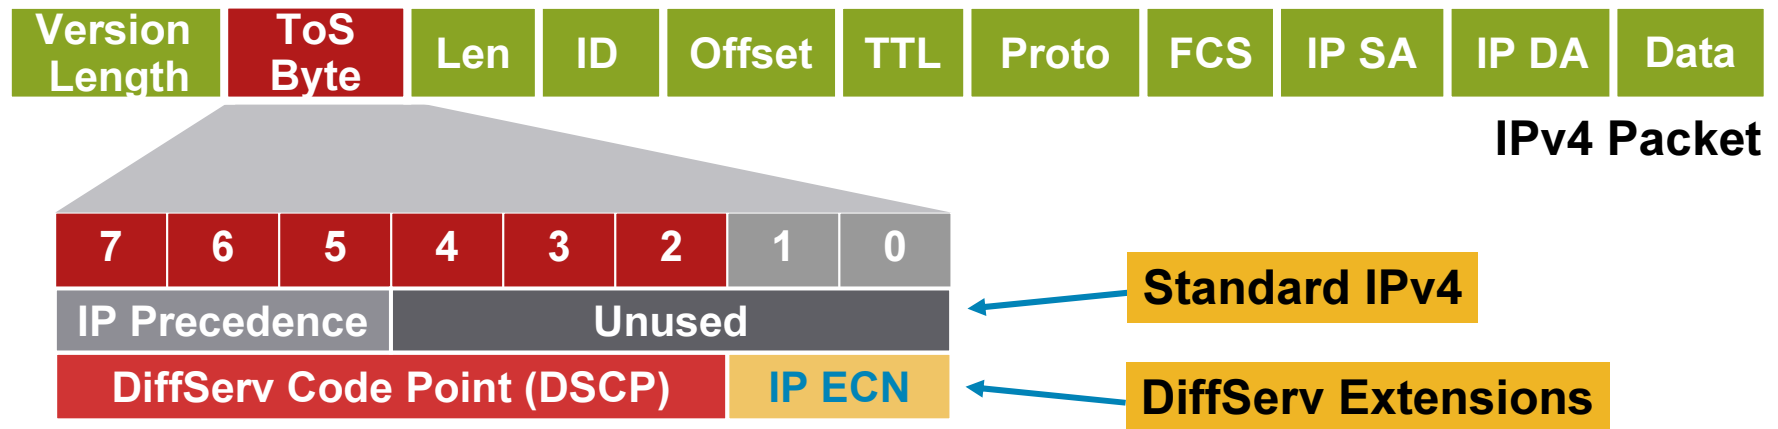 Version Length ToS Byte Len ID Offset TTL Proto FCS IP SA IP DA Data
IPv4 Packet
7 6 5 4 3 2 1 0
IP Precedence Unused
Standard IPv4
DiffServ Code Point (DSCP) IP ECN
DiffServ Extensions